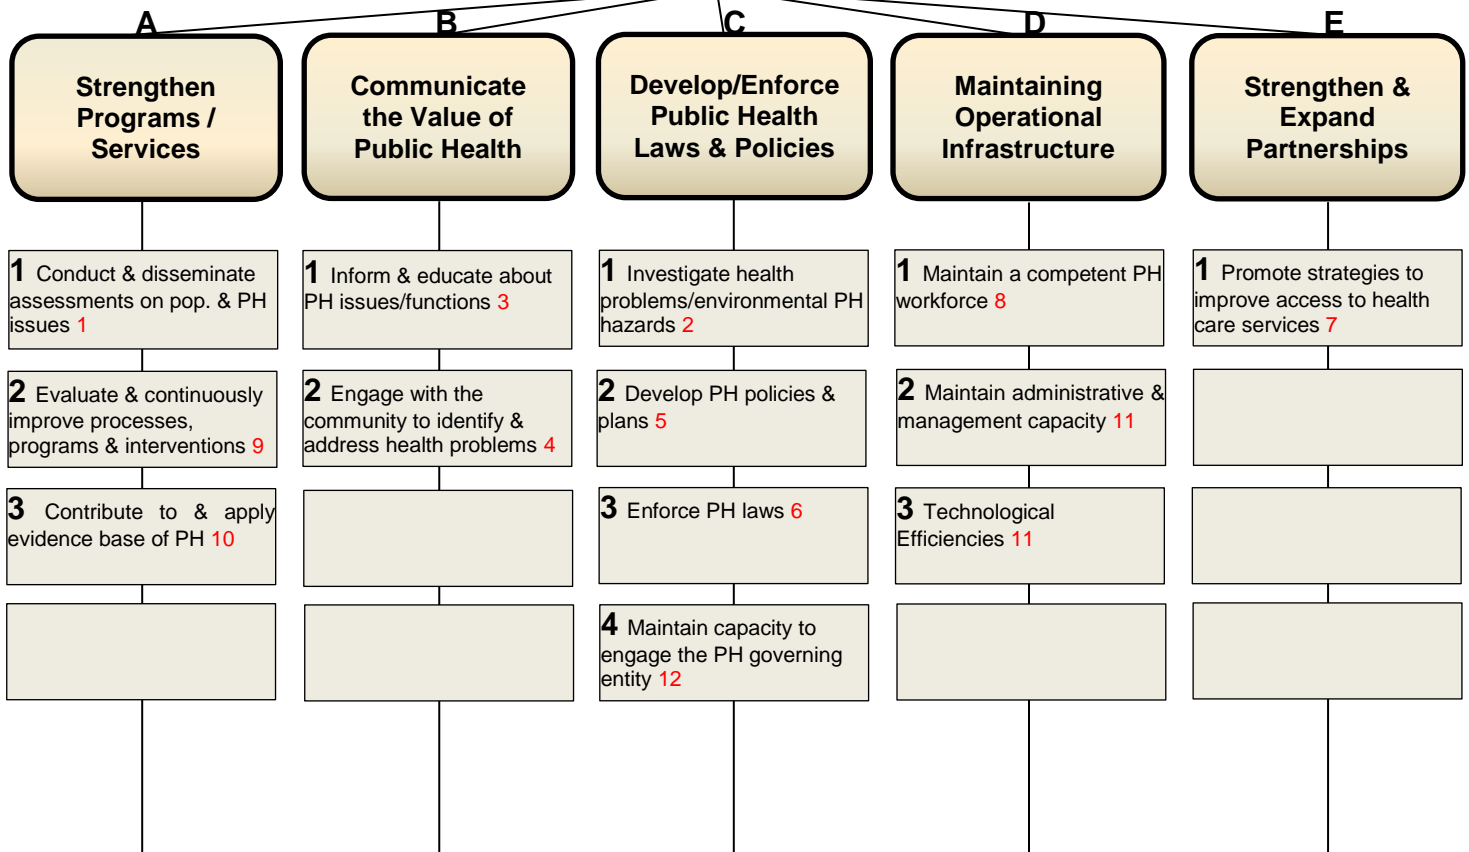 A
Strengthen
Programs /
Services
1 Conduct & disseminate
assessments on pop. & PH
issues 1
2 Evaluate & continuously
improve processes,
programs & interventions 9
3 Contribute to & apply
evidence base of PH 10
B
Communicate
the Value of
Public Health
1 Inform & educate about
PH issues/functions 3
2 Engage with the
community to identify &
address health problems 4
C
Develop/Enforce
Public Health
Laws & Policies
1 Investigate health
problems/environmental PH
hazards 2
2 Develop PH policies &
plans 5
3 Enforce PH laws 6
4 Maintain capacity to
engage the PH governing
entity 12
D
Maintaining
Operational
Infrastructure
1 Maintain a competent PH
workforce 8
2 Maintain administrative &
management capacity 11
3 Technological
Efficiencies 11
E
Strengthen &
Expand
Partnerships
1 Promote strategies to
improve access to health
care services 7